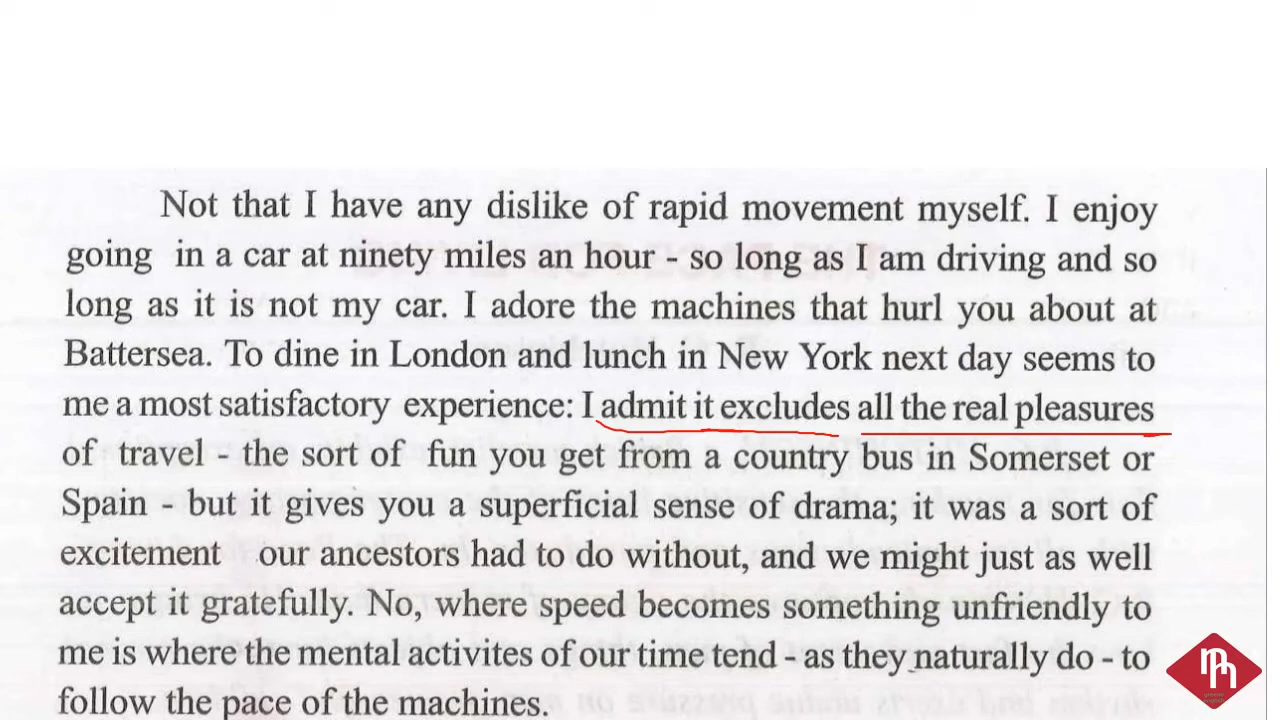 Not that I have any dislike of rapid movement myself. I enjoy
going in a car at ninety miles an hour - so long as I am driving and so
long as it is not my car. I adore the machines that hurl you about at
Battersea. To dine in London and lunch in New York next day seems to
me a most satisfactory experience: I admit it excludes all the real pleasures
of travel - the sort of fun you get from a country bus in Somerset or
Spain - but it gives you a superficial sense of drama; it was a sort of
excitement our ancestors had to do without, and we might just as well
accept it gratefully. No, where speed becomes something unfriendly to
me is where the mental activites of our time tend - as they naturally do - to
follow the pace of the machines.